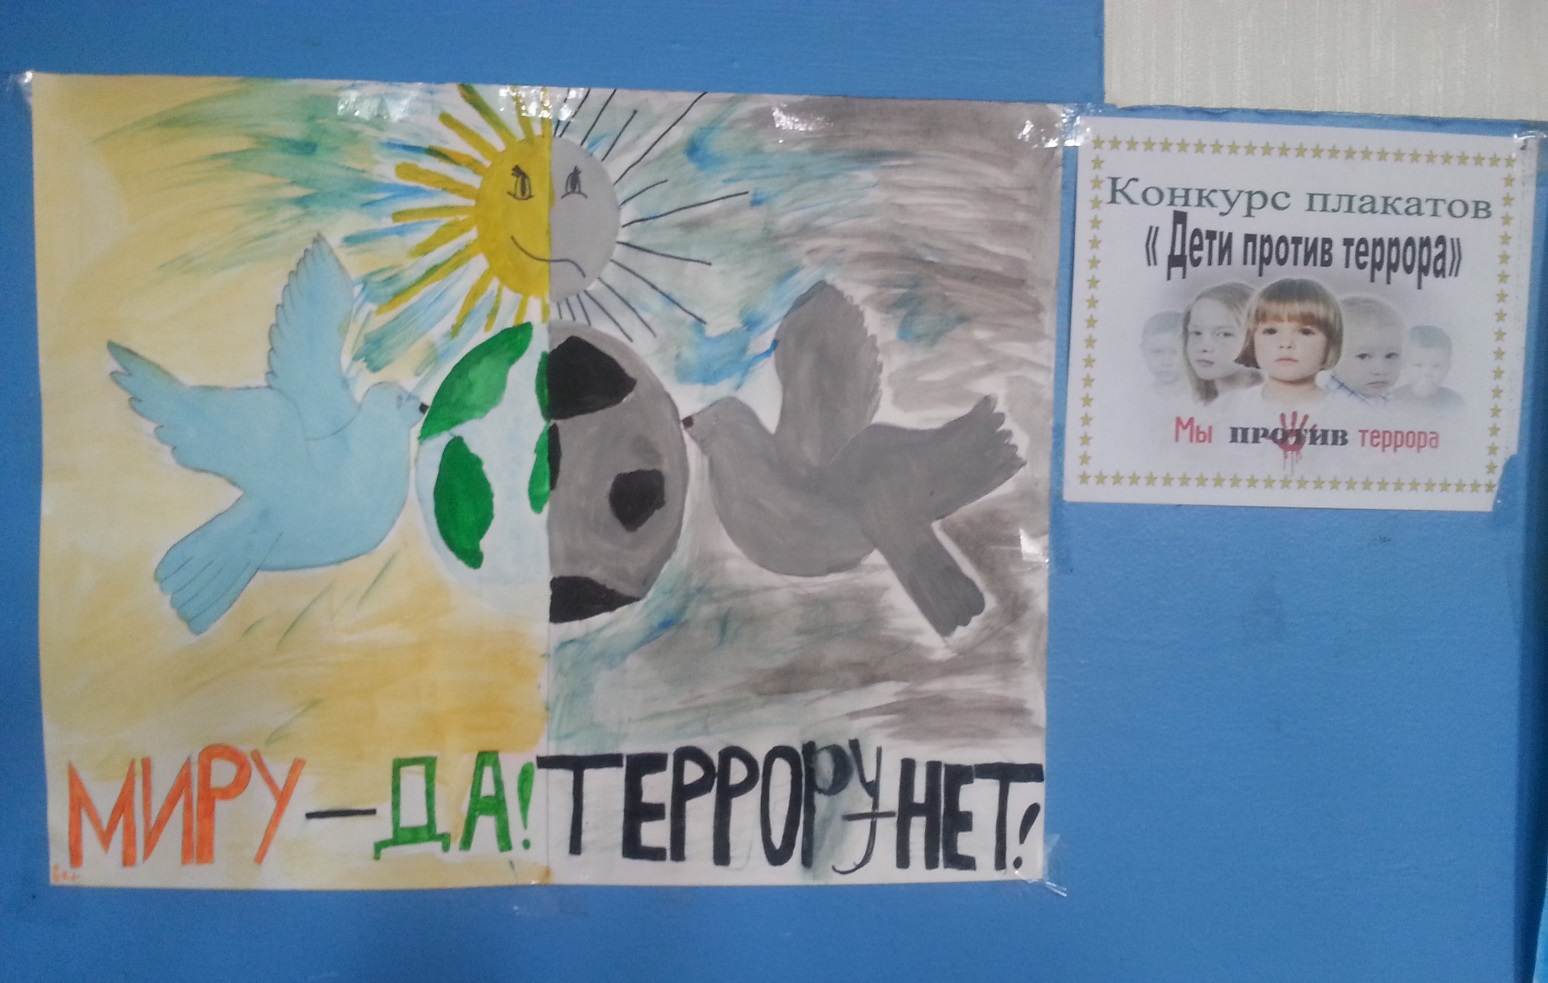 МИРУ — ДА! ТЕРРОРУ - НЕТ!
Конкурс плакатов
« Дети против террора»
Мы против террора